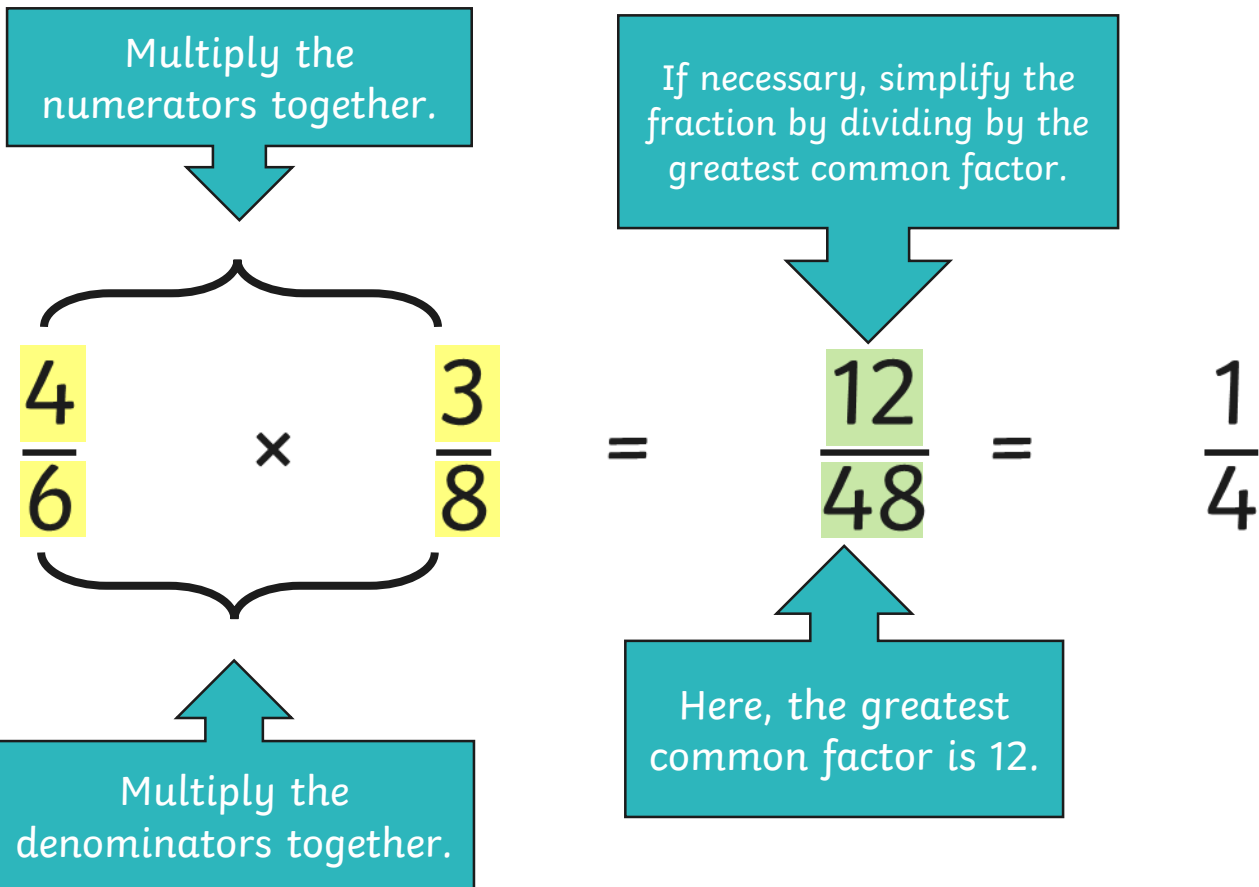 Multiply the
numerators together.
If necessary, simplify the
fraction by dividing by the
greatest common factor.
4/6 × 3/8 = 12/48 = 1/4
Multiply the
denominators together.
Here, the greatest
common factor is 12.